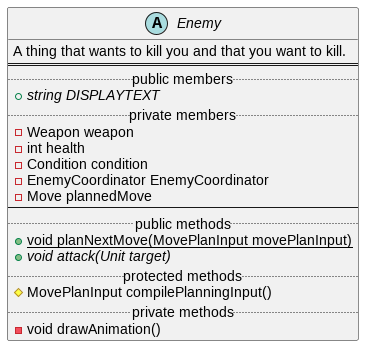 A Enemy
A thing that wants to kill you and that you want to kill.
public members
string DISPLAYTEXT
private members
Weapon weapon
int health
Condition condition
EnemyCoordinator EnemyCoordinator
Move plannedMove
public methods
void planNextMove(MovePlanInput movePlanInput)
void attack(Unit target)
protected methods
MovePlanInput compilePlanningInput()
private methods
void drawAnimation()